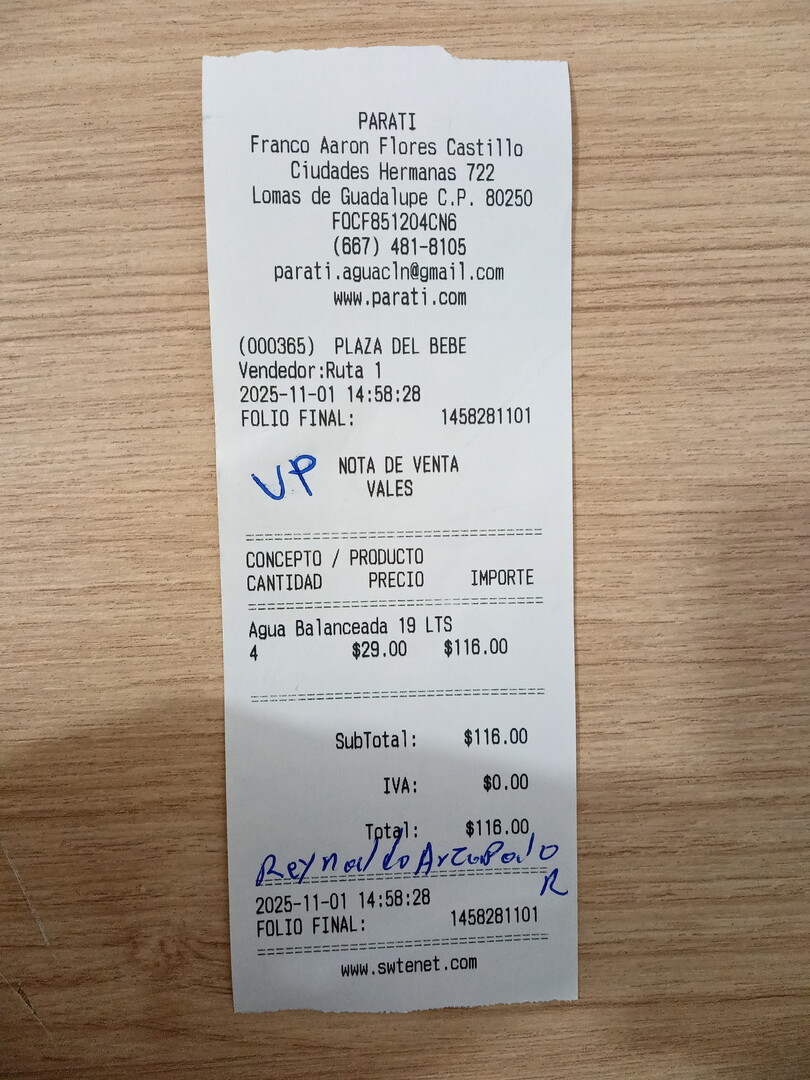 PARATI
Franco Aaron Flores Castillo
Ciudades Hermanas 722
Lomas de Guadalupe C.P. 80250
FOCF851204CN6
(667) 481-8105
parati.aguacln@gmail.com
www.parati.com
(000365) PLAZA DEL BEBE
Vendedor:Ruta 1
2025-11-01 14:58:28
FOLIO FINAL: 1458281101
VP NOTA DE VENTA
VALES
CONCEPTO / PRODUCTO
CANTIDAD PRECIO IMPORTE
Agua Balanceada 19 LTS
4 $29.00 $116.00
SubTotal: $116.00
IVA: $0.00
Total: $116.00
Reynaldo
R
2025-11-01 14:58:28
FOLIO FINAL: 1458281101
www.swtenet.com